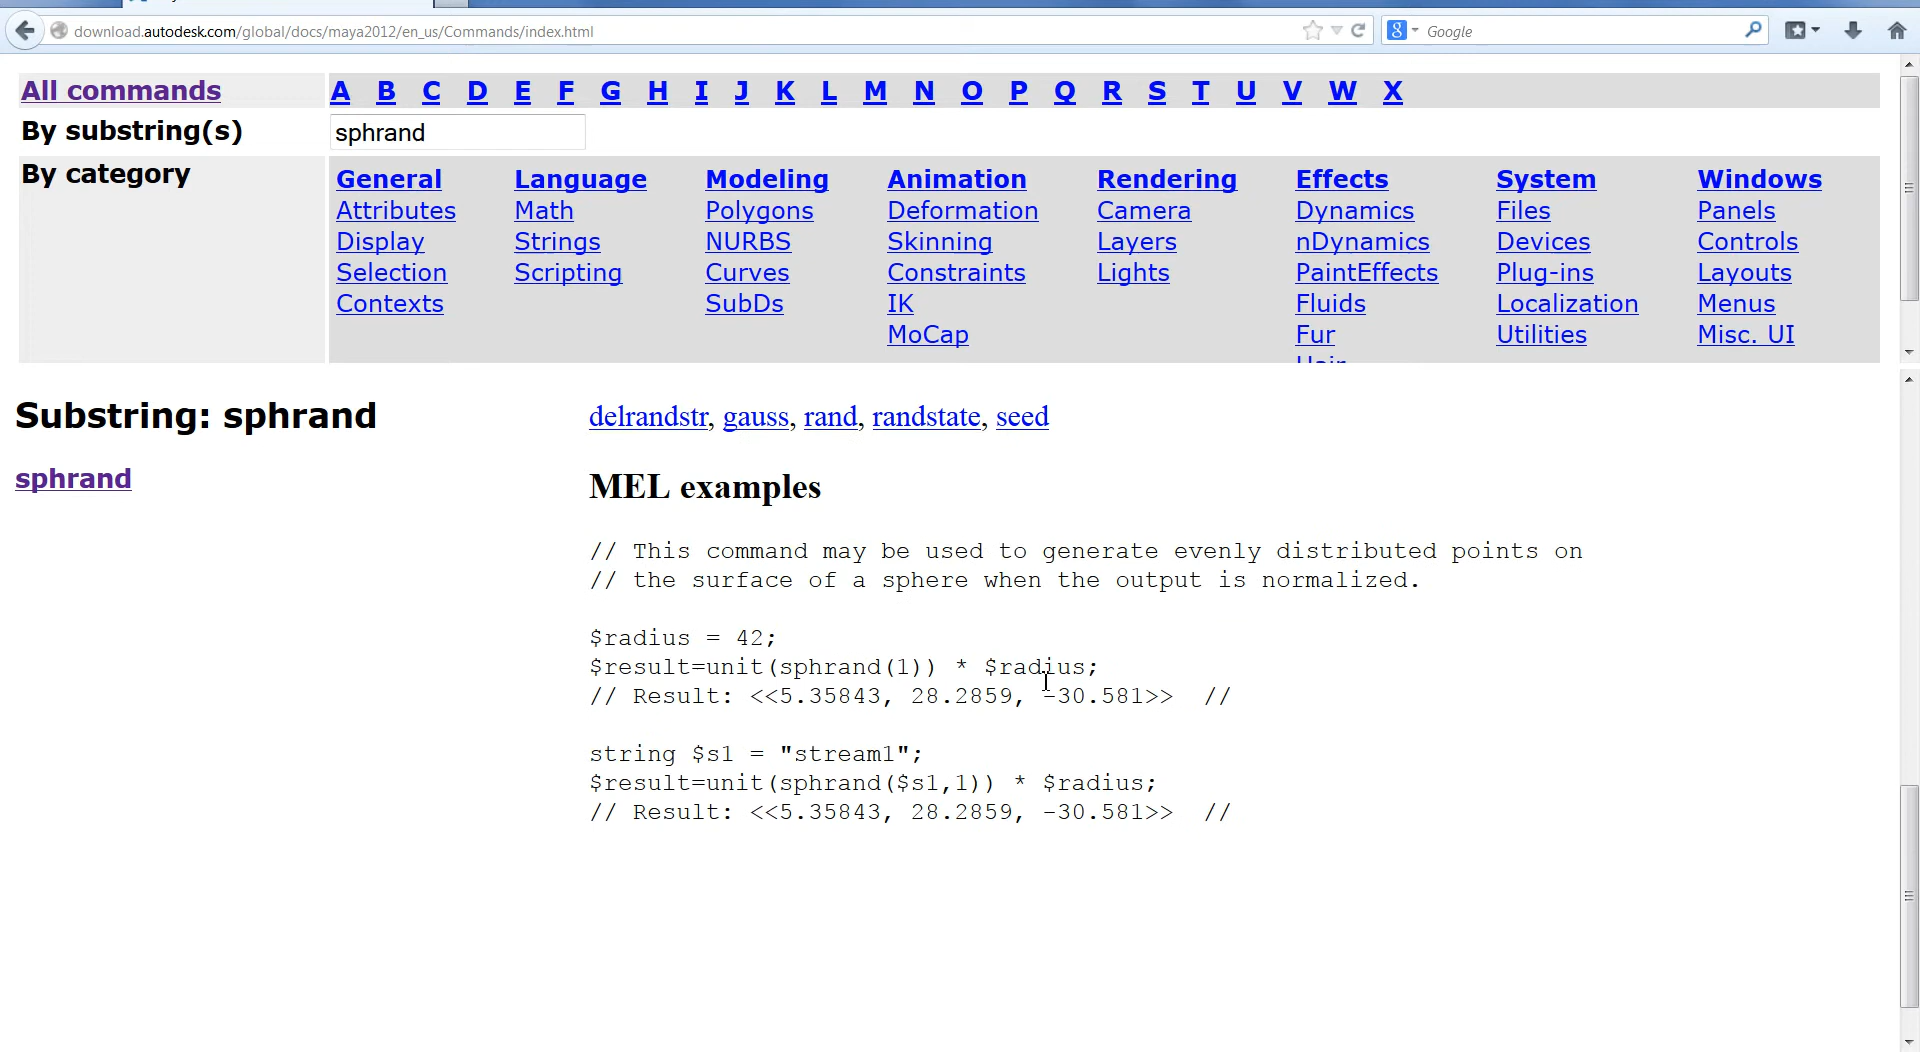 download.autodesk.com/global/docs/maya2012/en_us/Commands/index.html
8
Google
All commands
A B C D E F G H I J K L M N O P Q R S T U V W X
By substring(s)
sphrand
By category
General Language Modeling Animation Rendering Effects System Windows
Attributes Math Polygons Deformation Camera Dynamics Files Panels
Display Strings NURBS Skinning Layers nDynamics Devices Controls
Selection Scripting Curves Constraints Lights PaintEffects Plug-ins Layouts
Contexts SubDs IK Fluids Localization Menus
MoCap Fur Utilities Misc. UI
Hair
Substring: sphrand
sphrand
delrandstr, gauss, rand, randstate, seed
MEL examples
// This command may be used to generate evenly distributed points on
// the surface of a sphere when the output is normalized.
$radius = 42;
$result=unit(sphrand(1)) * $radius;
// Result: <<5.35843, 28.2859, -30.581>> //
string $s1 = "stream1";
$result=unit(sphrand($s1,1)) * $radius;
// Result: <<5.35843, 28.2859, -30.581>> //